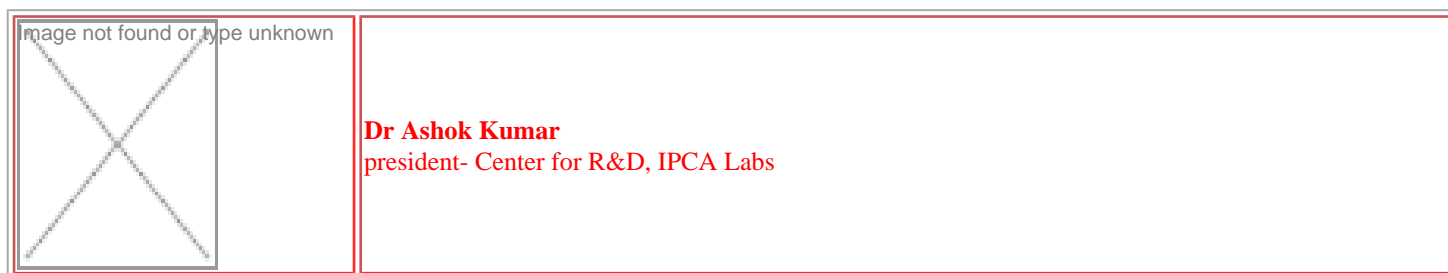 Image not found or type unknown
Dr Ashok Kumar
president- Center for R&D, IPCA Labs